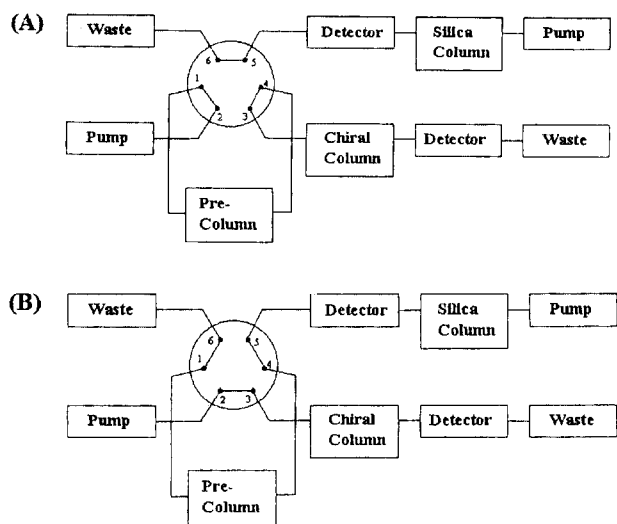 (A)
Waste
Detector
Silica
Column
Pump
6
5
1
4
2
3
Pump
Chiral
Column
Detector
Waste
Pre-
Column
(B)
Waste
Detector
Silica
Column
Pump
6
5
1
4
2
3
Pump
Chiral
Column
Detector
Waste
Pre-
Column